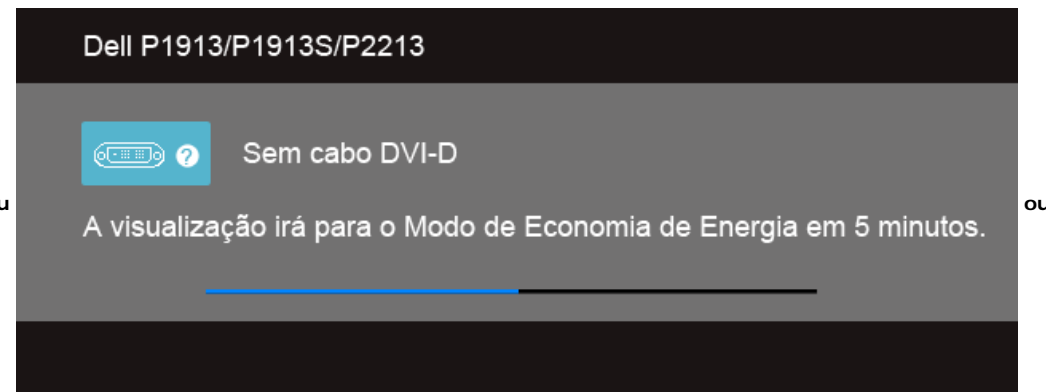 Dell P1913/P1913S/P2213
Sem cabo DVI-D
u
ou
A visualização irá para o Modo de Economia de Energia em 5 minutos.